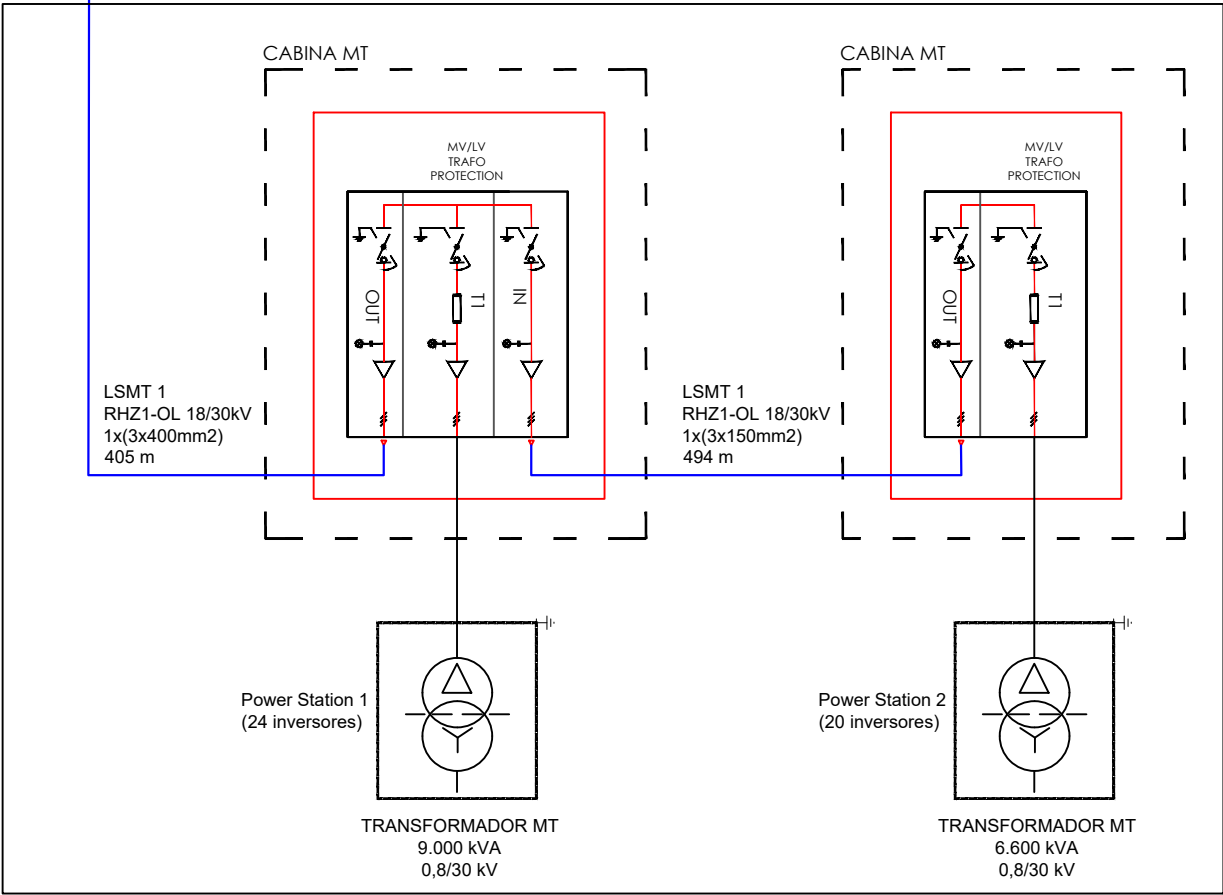 CABINA MT
MV/LV
TRAFO
PROTECTION
OUT
T1
IN
LSMT 1
RHZ1-OL 18/30kV
1x(3x400mm2)
405 m
Power Station 1
(24 inversores)
TRANSFORMADOR MT
9.000 kVA
0,8/30 kV
CABINA MT
MV/LV
TRAFO
PROTECTION
OUT
T1
LSMT 1
RHZ1-OL 18/30kV
1x(3x150mm2)
494 m
Power Station 2
(20 inversores)
TRANSFORMADOR MT
6.600 kVA
0,8/30 kV